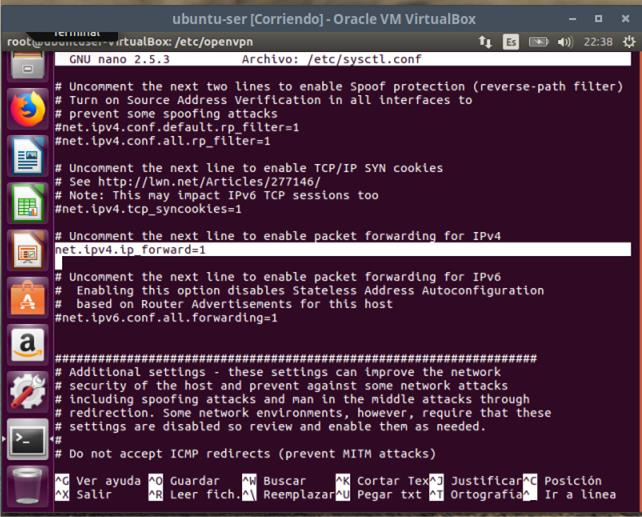 ubuntu-ser [Corriendo] - Oracle VM VirtualBox
Terminal
root@ubuntuser-VirtualBox: /etc/openvpn
Es
22:38
GNU nano 2.5.3 Archivo: /etc/sysctl.conf
# Uncomment the next two lines to enable Spoof protection (reverse-path filter)
# Turn on Source Address Verification in all interfaces to
# prevent some spoofing attacks
#net.ipv4.conf.default.rp_filter=1
#net.ipv4.conf.all.rp_filter=1
# Uncomment the next line to enable TCP/IP SYN cookies
# See http://lwn.net/Articles/277146/
# Note: This may impact IPv6 TCP sessions too
#net.ipv4.tcp_syncookies=1
# Uncomment the next line to enable packet forwarding for IPv4
net.ipv4.ip_forward=1
# Uncomment the next line to enable packet forwarding for IPv6
#  Enabling this option disables Stateless Address Autoconfiguration
#  based on Router Advertisements for this host
#net.ipv6.conf.all.forwarding=1
###################################################################
# Additional settings - these settings can improve the network
# security of the host and prevent against some network attacks
# including spoofing attacks and man in the middle attacks through
# redirection. Some network environments, however, require that these
# settings are disabled so review and enable them as needed.
#
# Do not accept ICMP redirects (prevent MITM attacks)
^G Ver ayuda ^O Guardar ^W Buscar ^K Cortar Tex ^J Justificar ^C Posición
^X Salir ^R Leer fich. ^\ Reemplazar ^U Pegar txt ^T Ortografía ^_ Ir a línea